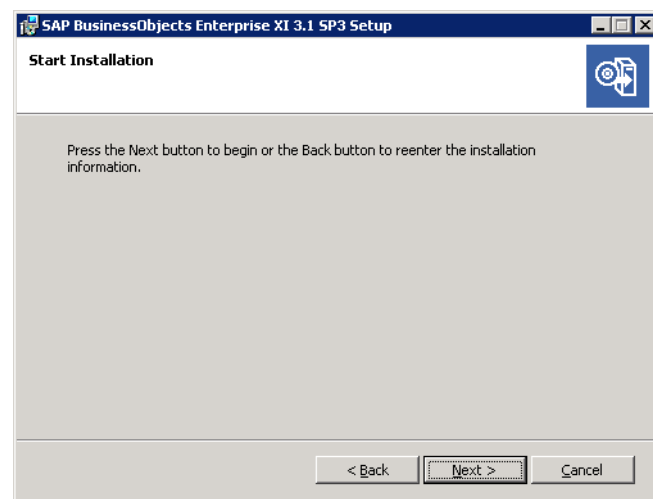 SAP BusinessObjects Enterprise XI 3.1 SP3 Setup
Start Installation
Press the Next button to begin or the Back button to reenter the installation
information.
< Back
Next >
Cancel